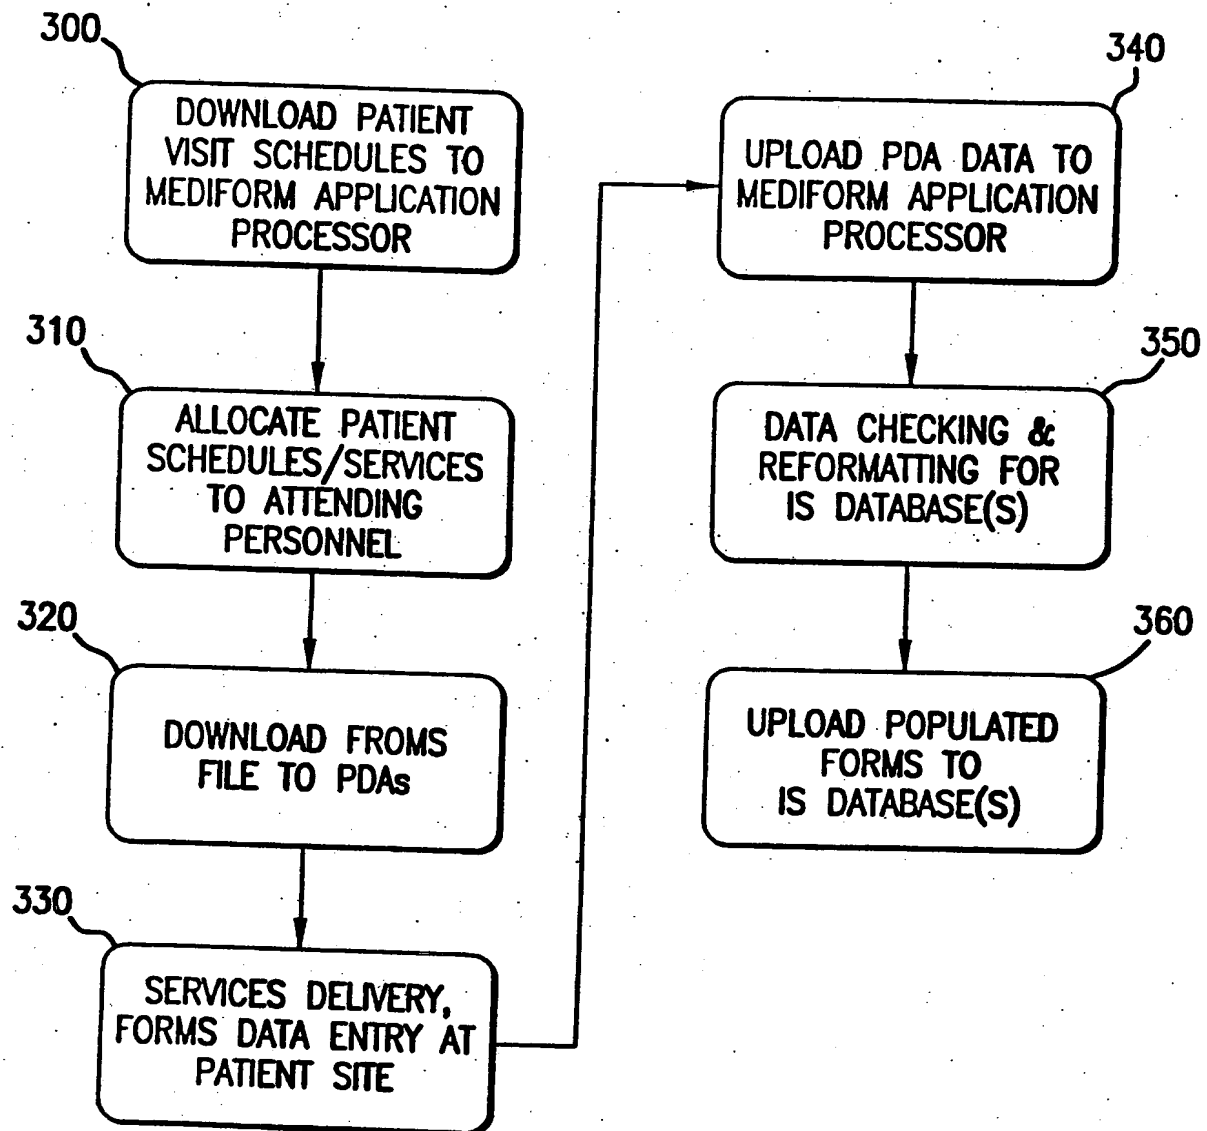 300
DOWNLOAD PATIENT
VISIT SCHEDULES TO
MEDIFORM APPLICATION
PROCESSOR
310
ALLOCATE PATIENT
SCHEDULES/SERVICES
TO ATTENDING
PERSONNEL
320
DOWNLOAD FROMS
FILE TO PDAs
330
SERVICES DELIVERY,
FORMS DATA ENTRY AT
PATIENT SITE
340
UPLOAD PDA DATA TO
MEDIFORM APPLICATION
PROCESSOR
350
DATA CHECKING &
REFORMATTING FOR
IS DATABASE(S)
360
UPLOAD POPULATED
FORMS TO
IS DATABASE(S)